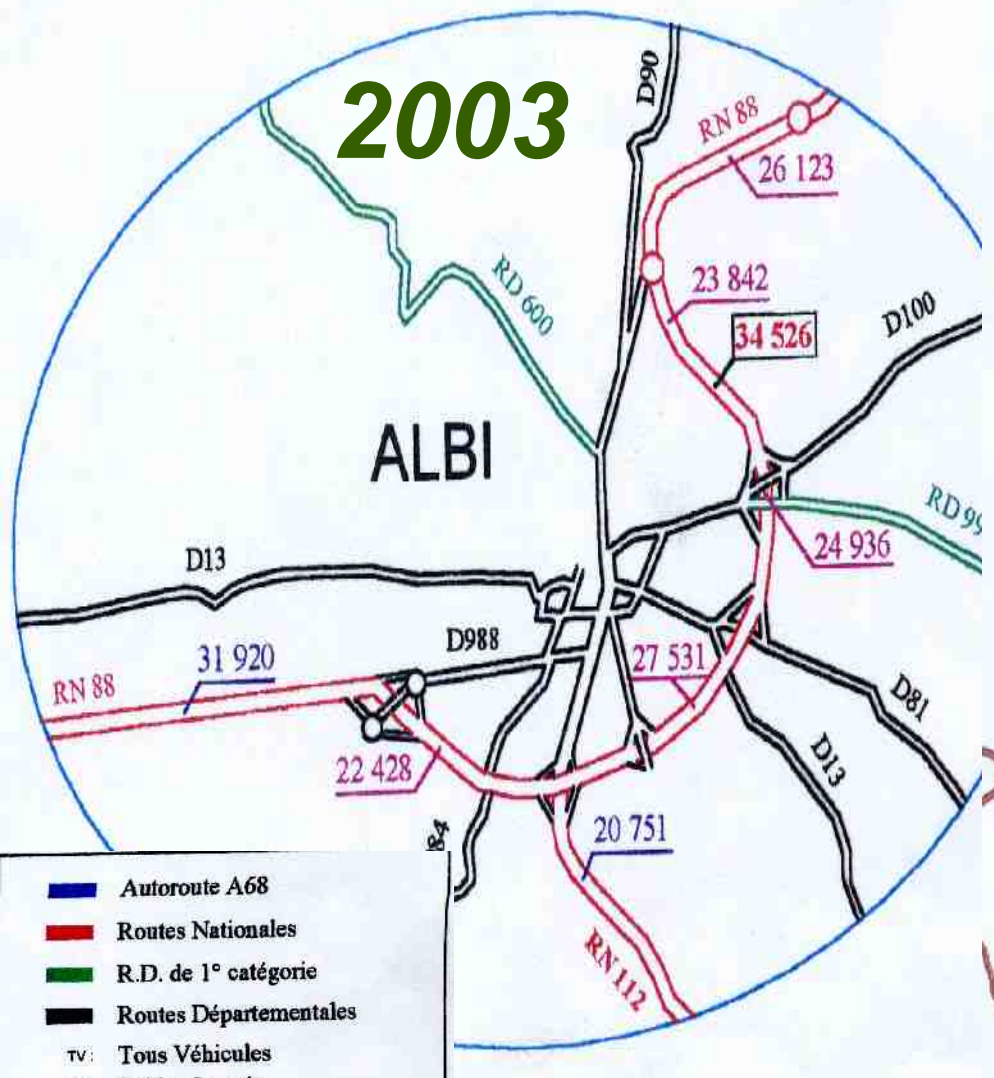 2003
D90
RN 88
26 123
RD 600
23 842
34 526
D100
ALBI
RD 99
24 936
D13
D988
27 531
31 920
RN 88
D81
D13
22 428
84
20 751
RN 112
Autoroute A68
Routes Nationales
R.D. de 1° catégorie
Routes Départementales
TV: Tous Véhicules